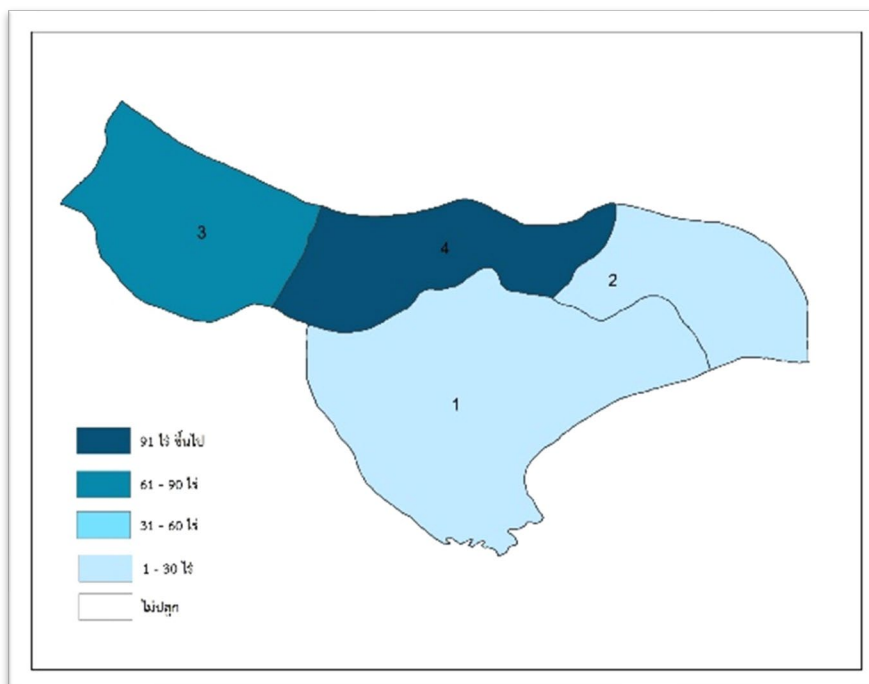 3
4
2
1
91 ไร่ ขึ้นไป
61 - 90 ไร่
31 - 60 ไร่
1 - 30 ไร่
ไม่ปลูก